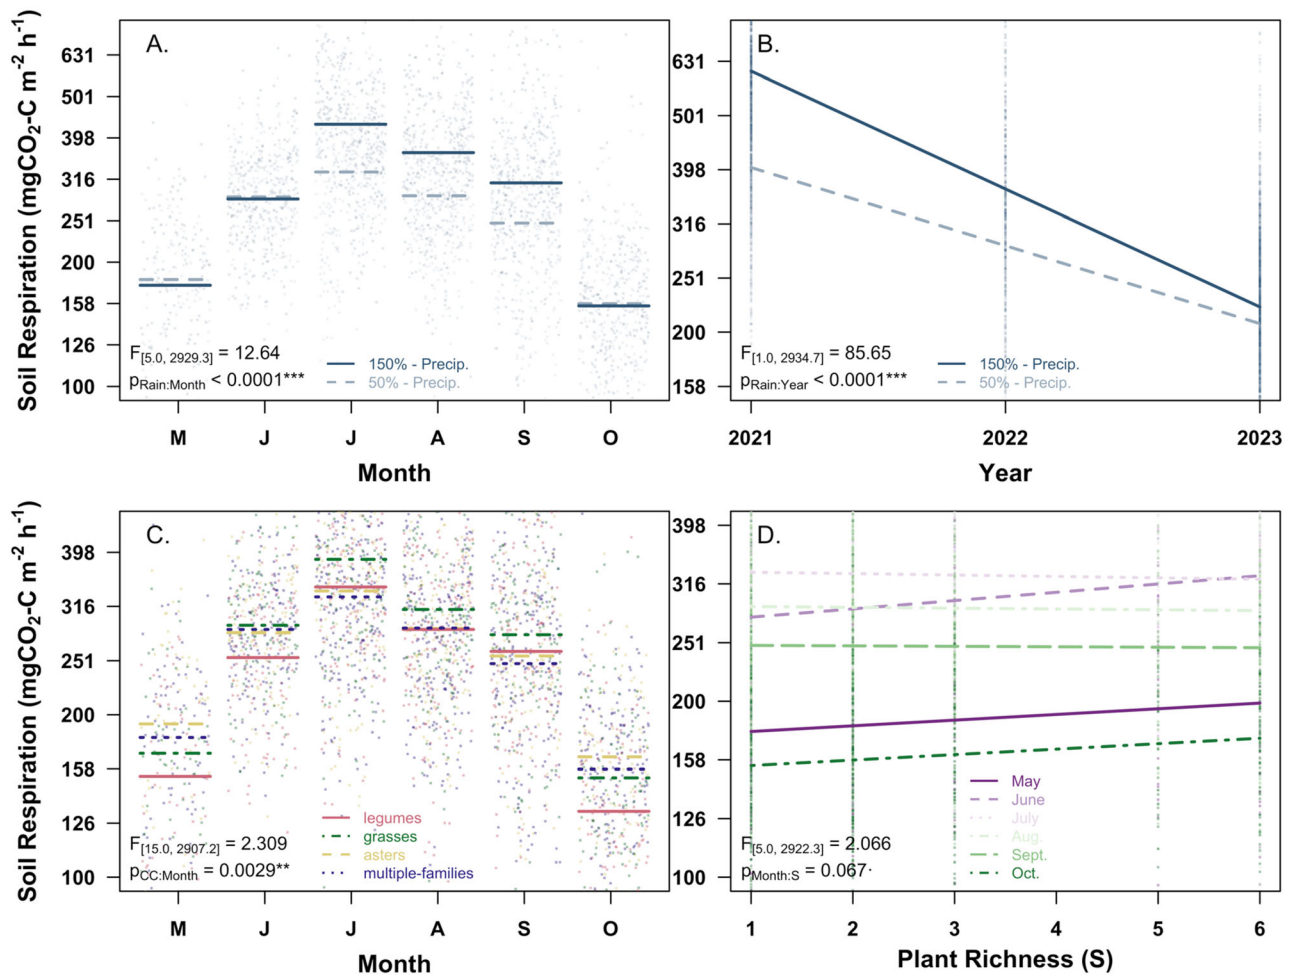 A.
Soil Respiration (mgCO2-C m-2 h-1)
631
501
398
316
251
200
158
126
100
F[5.0, 2929.3] = 12.64
pRain:Month < 0.0001***
150% - Precip.
50% - Precip.
M J J A S O
Month
B.
631
501
398
316
251
200
158
F[1.0, 2934.7] = 85.65
pRain:Year < 0.0001***
150% - Precip.
50% - Precip.
2021 2022 2023
Year
C.
Soil Respiration (mgCO2-C m-2 h-1)
398
316
251
200
158
126
100
legumes
grasses
asters
multiple-families
F[15.0, 2907.2] = 2.309
pCC:Month = 0.0029**
M J J A S O
Month
D.
398
316
251
200
158
126
100
May
June
July
Aug.
Sept.
Oct.
F[5.0, 2922.3] = 2.066
pMonth:S = 0.067·
1 2 3 4 5 6
Plant Richness (S)